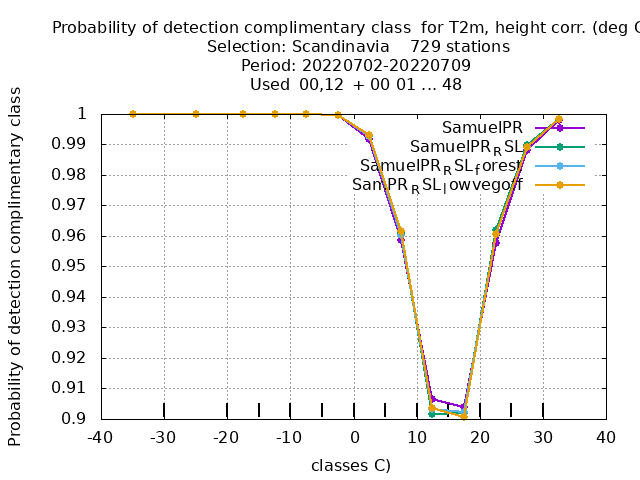 Probability of detection complimentary class  for T2m, height corr. (deg C
Selection: Scandinavia    729 stations
Period: 20220702-20220709
Used  00,12  + 00 01 ... 48
Probability of detection complimentary class
1
0.99
0.98
0.97
0.96
0.95
0.94
0.93
0.92
0.91
0.9
SamuelPR
SamuelPR_RSL
SamuelPR_RSL_forest
SamPR_RSL_lowvegoff
-40
-30
-20
-10
0
10
20
30
40
classes C)